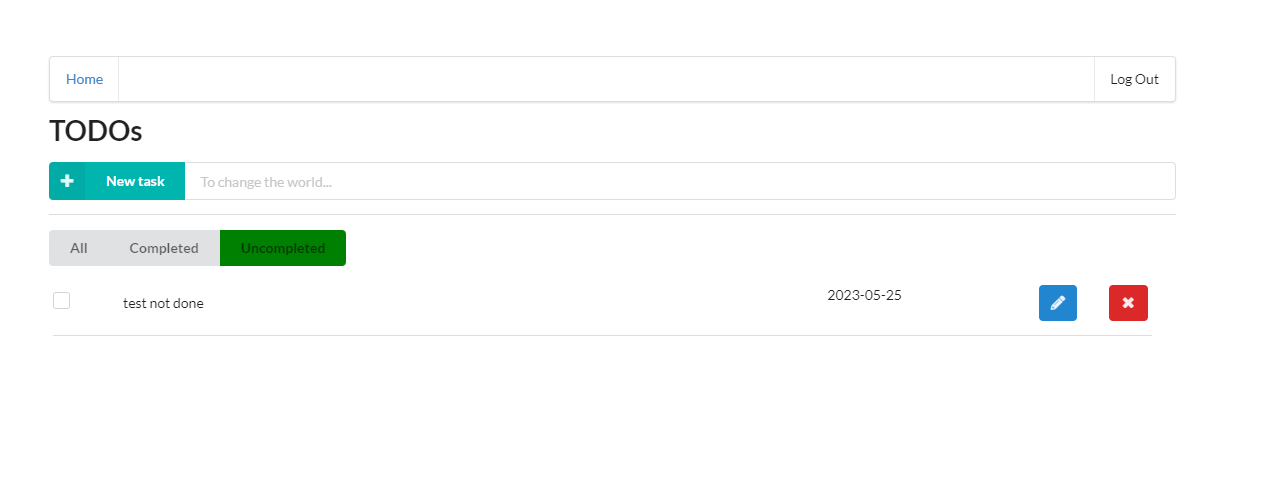 Home Log Out
TODOs
New task To change the world...
All Completed Uncompleted
test not done 2023-05-25